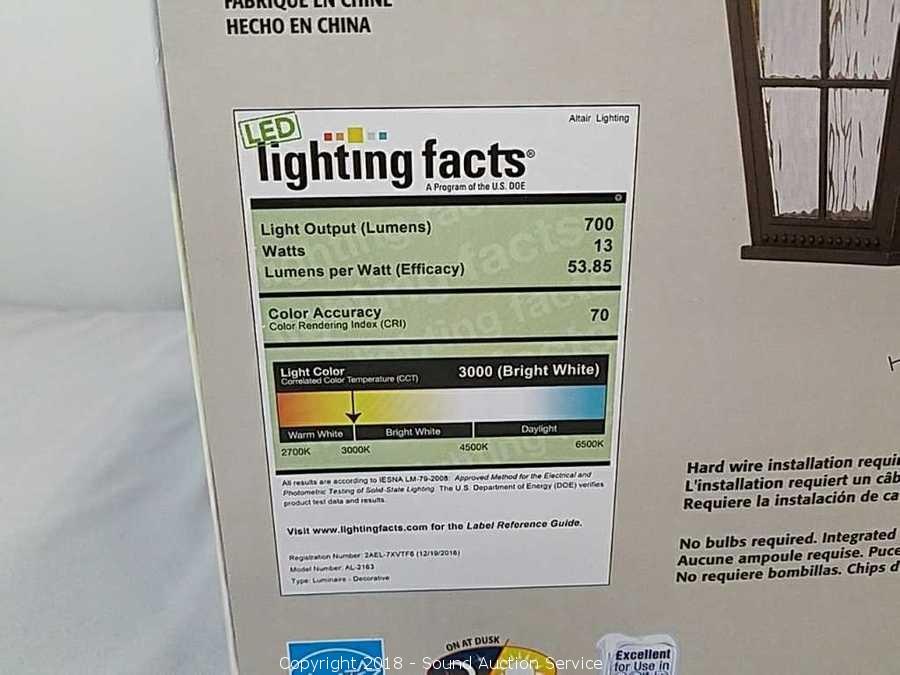 FABRIQUÉ EN CHINE
HECHO EN CHINA
Altair Lighting
LED
lighting facts®
A Program of the U.S. DOE
Light Output (Lumens) 700
Watts 13
Lumens per Watt (Efficacy) 53.85
Color Accuracy 70
Color Rendering Index (CRI)
Light Color 3000 (Bright White)
Correlated Color Temperature (CCT)
Warm White Bright White Daylight
2700K 3000K 4500K 6500K
All results are according to IESNA LM-79-2008: Approved Method for the Electrical and
Photometric Testing of Solid-State Lighting. The U.S. Department of Energy (DOE) verifies
product test data and results.
Visit www.lightingfacts.com for the Label Reference Guide.
Registration Number: 2AEL-7XVTF6 (12/19/2016)
Model Number: AL-2163
Type: Luminaire - Decorative
Hard wire installation requir
L'installation requiert un câb
Requiere la instalación de ca
No bulbs required. Integrated
Aucune ampoule requise. Puce
No requiere bombillas. Chips d
ON AT DUSK
Excellent
for Use in
Copyright 2018 - Sound Auction Service